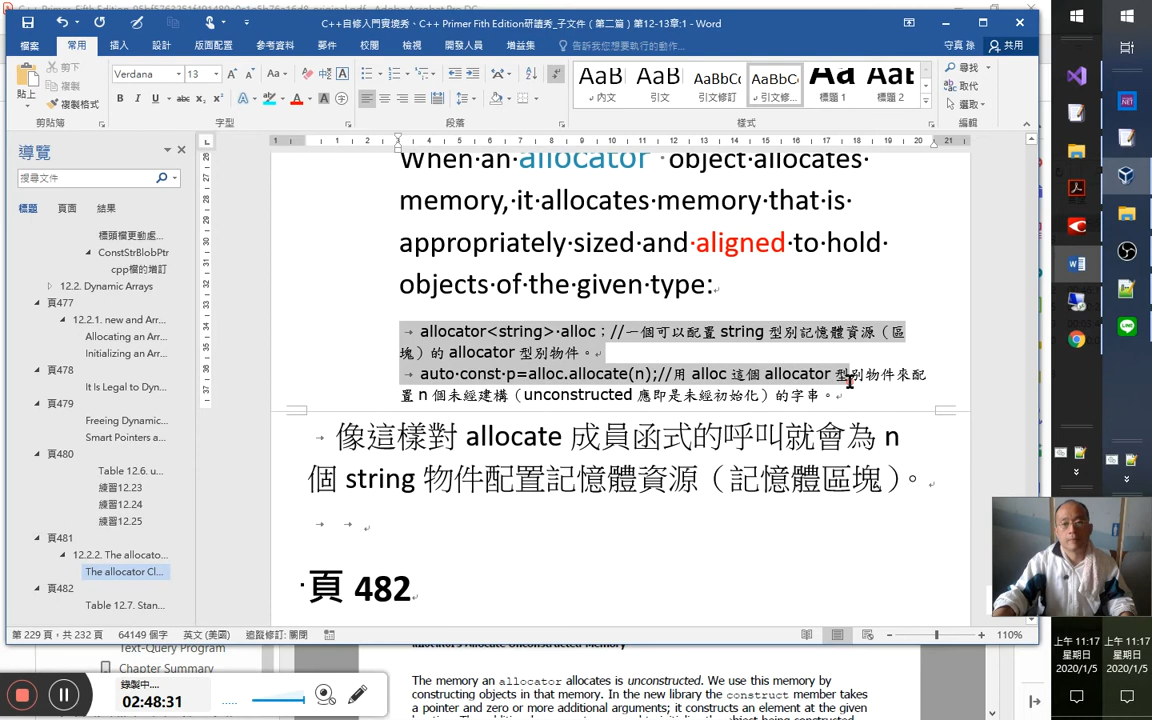 C++自修入門實境秀、C++ Primer Fith Edition研讀秀_子文件（第二篇）第12-13章:1 - Word
檔案 常用 插入 設計 版面配置 參考資料 郵件 校閱 檢視 開發人員 增益集 告訴我您想要執行的動作... 守真 孫 共用
貼上 剪下 複製 複製格式 剪貼簿
Verdana 13 字型
段落
AaB 內文 AaB 引文 AaBbCc 引文修訂 AaBbCc 引文修... Aa 標題 1 Aat 標題 2 樣式
尋找 取代 選取 編輯
導覽
搜尋文件
標題 頁面 結果
標頭檔更動處...
ConstStrBlobPtr
cpp檔的增訂
12.2. Dynamic Arrays
頁477
12.2.1. new and Arr...
Allocating an Arr...
Initializing an Arr...
頁478
It Is Legal to Dyn...
頁479
Freeing Dynamic...
Smart Pointers a...
頁480
Table 12.6. u...
練習12.23
練習12.24
練習12.25
頁481
12.2.2. The allocato...
The allocator Cl...
頁482
Table 12.7. Stan...
When an allocator object allocates
memory, it allocates memory that is
appropriately sized and aligned to hold
objects of the given type:
allocator<string> alloc；//一個可以配置 string 型別記憶體資源（區
塊）的 allocator 型別物件。
auto const p=alloc.allocate(n);//用 alloc 這個 allocator 型別物件來配
置 n 個未經建構（unconstructed 應即是未經初始化）的字串。
像這樣對 allocate 成員函式的呼叫就會為 n
個 string 物件配置記憶體資源（記憶體區塊）。
頁 482
第 229 頁，共 232 頁 64149 個字 英文 (美國) 追蹤修訂: 關閉 110%
Text-Query Program
Chapter Summary
The memory an allocator allocates is unconstructed. We use this memory by
constructing objects in that memory. In the new library the construct member takes
a pointer and zero or more additional arguments; it constructs an element at the given
錄製中...
02:48:31
上午 11:17
星期日
2020/1/5
上午 11:17
星期日
2020/1/5